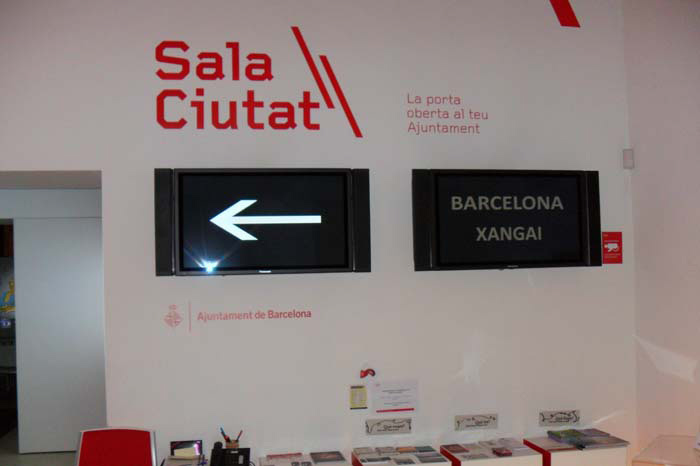 Sala
Ciutat
La porta
oberta al teu
Ajuntament
BARCELONA
XANGAI
Ajuntament de Barcelona